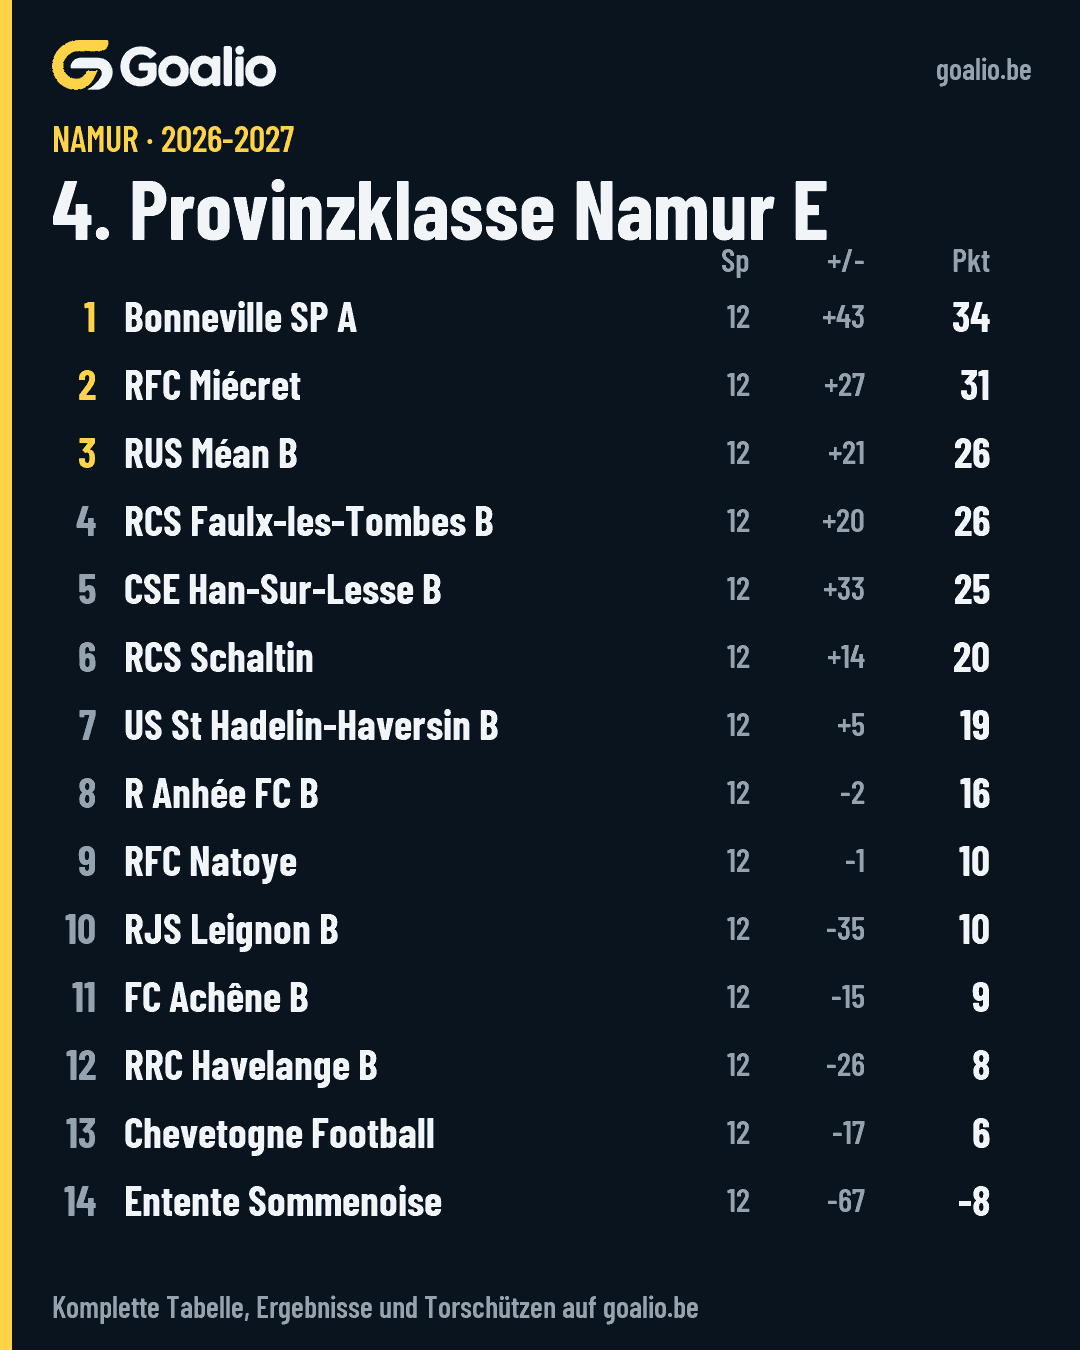 Goalio
goalio.be
NAMUR · 2026-2027
4. Provinzklasse Namur E
Sp +/- Pkt
1 Bonneville SP A 12 +43 34
2 RFC Miécret 12 +27 31
3 RUS Méan B 12 +21 26
4 RCS Faulx-les-Tombes B 12 +20 26
5 CSE Han-Sur-Lesse B 12 +33 25
6 RCS Schaltin 12 +14 20
7 US St Hadelin-Haversin B 12 +5 19
8 R Anhée FC B 12 -2 16
9 RFC Natoye 12 -1 10
10 RJS Leignon B 12 -35 10
11 FC Achêne B 12 -15 9
12 RRC Havelange B 12 -26 8
13 Chevetogne Football 12 -17 6
14 Entente Sommenoise 12 -67 -8
Komplette Tabelle, Ergebnisse und Torschützen auf goalio.be